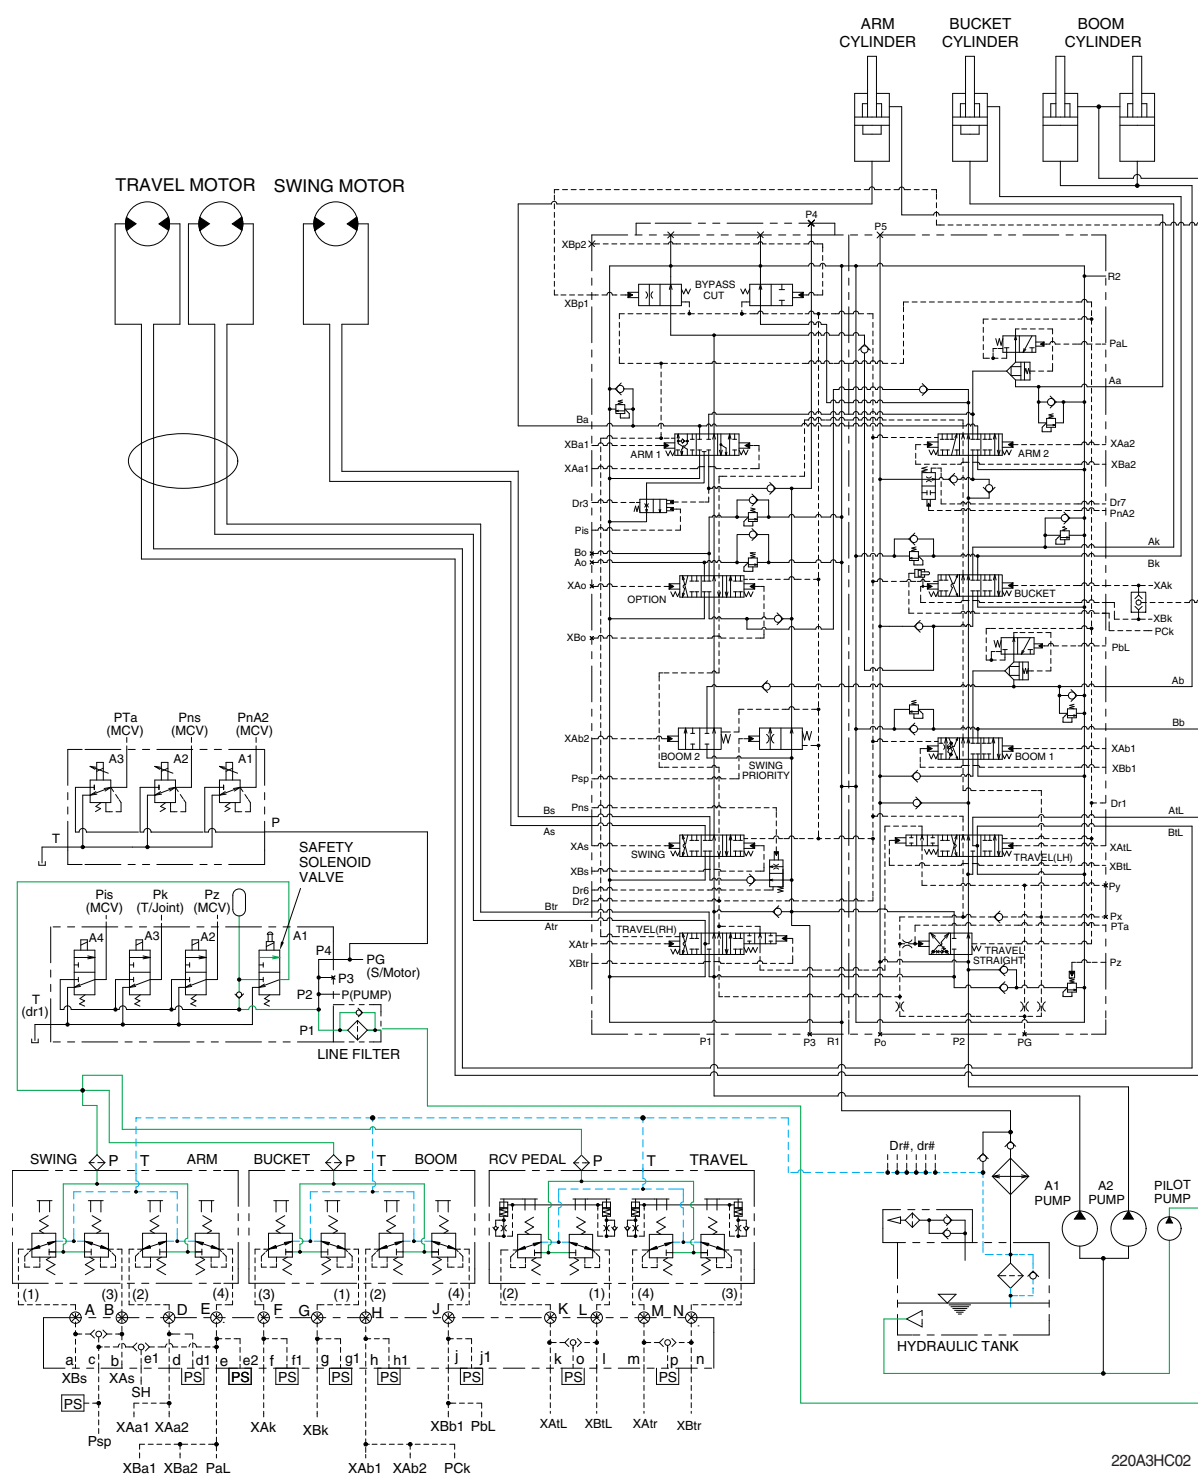 ARM
CYLINDER
BUCKET
CYLINDER
BOOM
CYLINDER
TRAVEL MOTOR
SWING MOTOR
P4
P5
XBp2
R2
BYPASS
CUT
XBp1
PaL
Aa
Ba
XBa1
XAa1
ARM 1
ARM 2
XAa2
XBa2
Dr3
Pis
Dr7
PnA2
Bo
Ao
Ak
Bk
XAo
OPTION
BUCKET
XAk
XBo
XBk
PCk
PbL
Ab
Bb
XAb2
BOOM 2
SWING
PRIORITY
BOOM 1
XAb1
XBb1
Psp
Pns
Dr1
Bs
As
AtL
BtL
XAs
SWING
TRAVEL(LH)
XAtL
XBtL
XBs
Dr6
Dr2
Py
Btr
Atr
Px
PTa
TRAVEL(RH)
XAtr
XBtr
TRAVEL
STRAIGHT
Pz
P1
P3
R1
Po
P2
PG
PTa
(MCV)
Pns
(MCV)
PnA2
(MCV)
A3
A2
A1
P
T
SAFETY
SOLENOID
VALVE
Pis
(MCV)
Pk
(T/Joint)
Pz
(MCV)
A4
A3
A2
A1
P4
PG
(S/Motor)
P3
P2
P(PUMP)
T
(dr1)
P1
LINE FILTER
SWING
P
T
ARM
BUCKET
P
T
BOOM
RCV PEDAL
P
T
TRAVEL
Dr#, dr#
A1
PUMP
A2
PUMP
PILOT
PUMP
(1)
(3)
(2)
(4)
(3)
(1)
(2)
(4)
(2)
(1)
(4)
(3)
A
B
D
E
F
G
H
J
K
L
M
N
HYDRAULIC TANK
a
c
b
e1
d
d1
e
e2
f
f1
g
g1
h
h1
j
j1
k
o
l
m
p
n
XBs
XAs
SH
PS
PS
PS
PS
PS
PS
PS
PS
PS
Psp
XAa1
XAa2
XAk
XBk
XBb1
PbL
XAtL
XBtL
XAtr
XBtr
XBa1
XBa2
PaL
XAb1
XAb2
PCk
220A3HC02